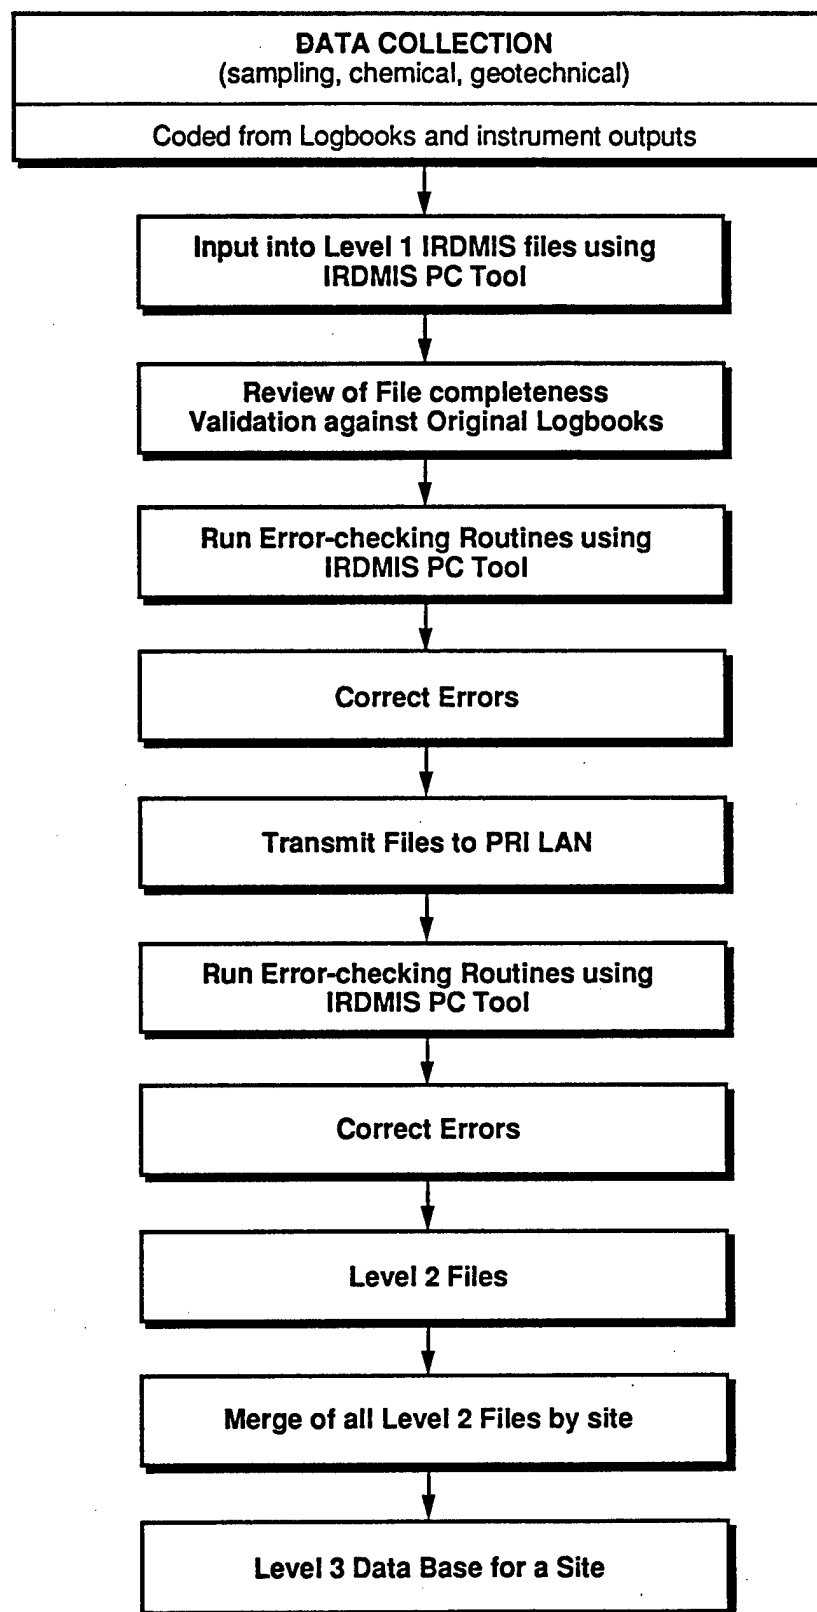 DATA COLLECTION
(sampling, chemical, geotechnical)
Coded from Logbooks and instrument outputs
Input into Level 1 IRDMIS files using
IRDMIS PC Tool
Review of File completeness
Validation against Original Logbooks
Run Error-checking Routines using
IRDMIS PC Tool
Correct Errors
Transmit Files to PRI LAN
Run Error-checking Routines using
IRDMIS PC Tool
Correct Errors
Level 2 Files
Merge of all Level 2 Files by site
Level 3 Data Base for a Site